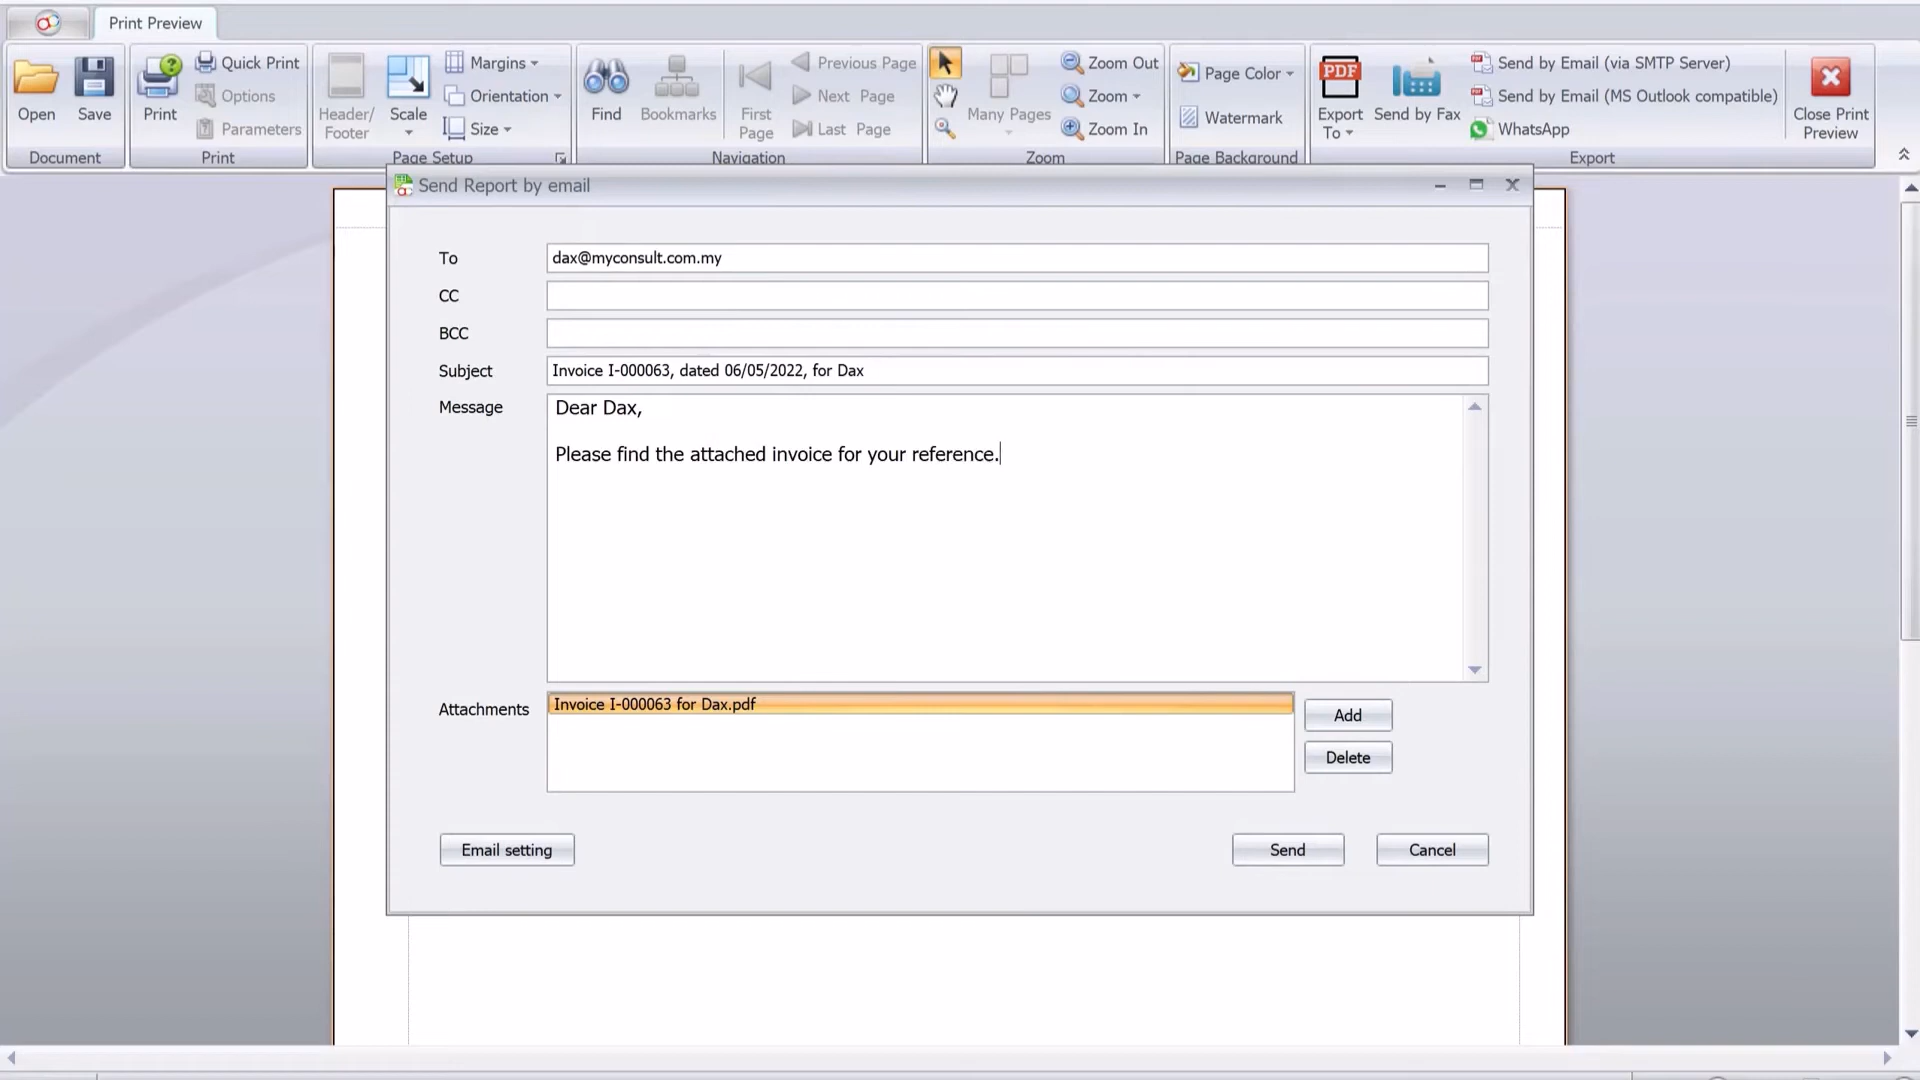 Print Preview
Open
Save
Document
Print
Quick Print
Options
Parameters
Print
Header/
Footer
Scale
Margins
Orientation
Size
Page Setup
Find
Bookmarks
First
Page
Previous Page
Next Page
Last Page
Navigation
Many Pages
Zoom Out
Zoom
Zoom In
Zoom
Page Color
Watermark
Page Background
PDF
Export
To
Send by Fax
Send by Email (via SMTP Server)
Send by Email (MS Outlook compatible)
WhatsApp
Export
Close Print
Preview
Send Report by email
To
dax@myconsult.com.my
CC
BCC
Subject
Invoice I-000063, dated 06/05/2022, for Dax
Message
Dear Dax,
Please find the attached invoice for your reference.
Attachments
Invoice I-000063 for Dax.pdf
Add
Delete
Email setting
Send
Cancel